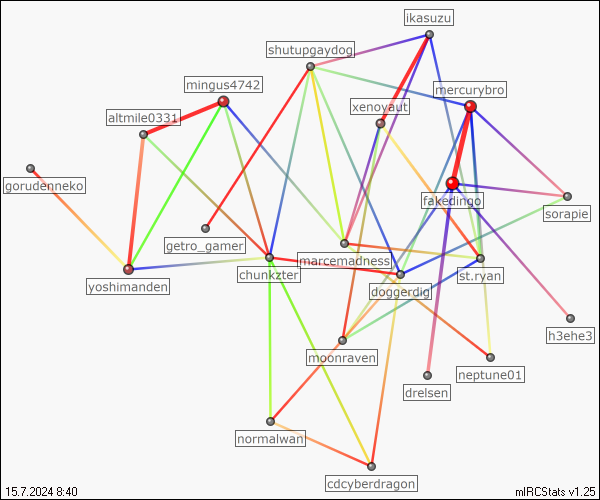 ikasuzu
shutupgaydog
mingus4742
mercurybro
xenoyaut
altmile0331
gorudenneko
fakedingo
sorapie
getro_gamer
marcemadness
chunkzter
st.ryan
yoshimanden
doggerdig
h3ehe3
moonraven
neptune01
drelsen
normalwan
cdcyberdragon
15.7.2024 8:40
mIRCStats v1.25